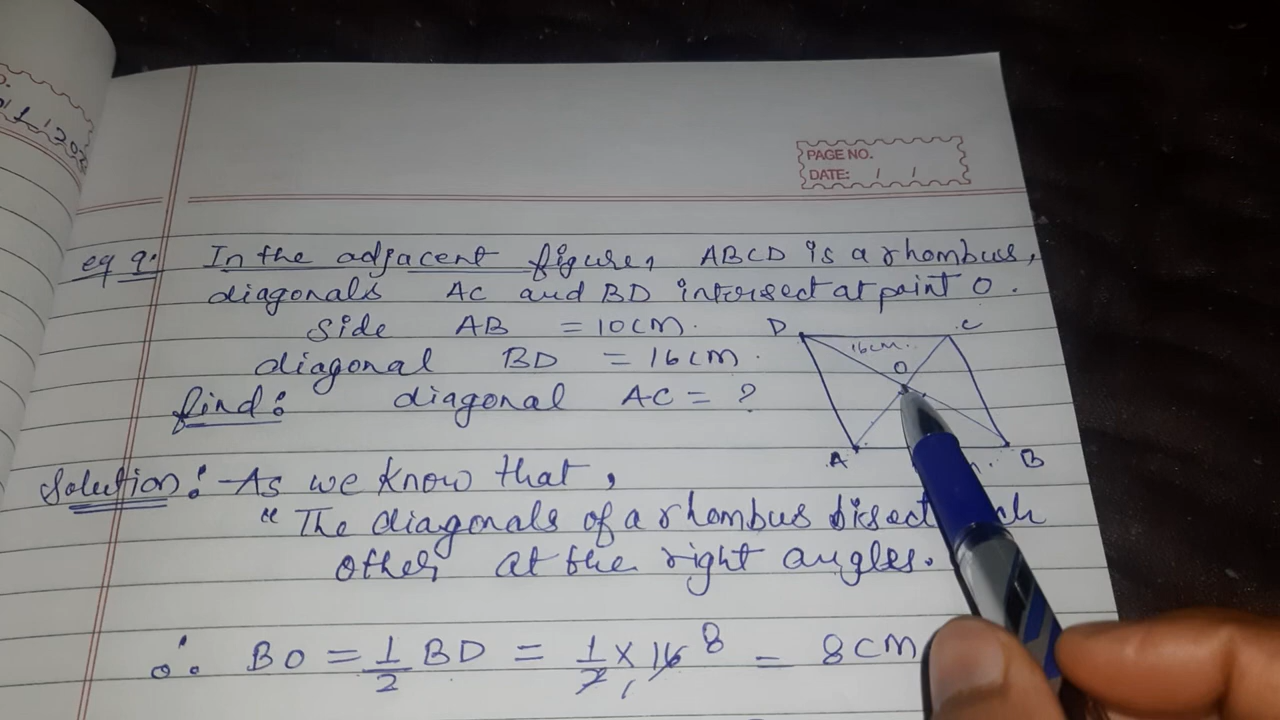 PAGE NO.
DATE: / /
eg 9: In the adjacent figure, ABCD is a rhombus,
diagonals AC and BD intersect at point O.
Side AB = 10CM.
diagonal BD = 16CM.
find: diagonal AC = ?
D C
16cm.
O
A B
Solution: - As we know that,
" The diagonals of a rhombus bisect
other at the right angles.
∴ BO = 1/2 BD = 1/2 × 16 8 = 8CM